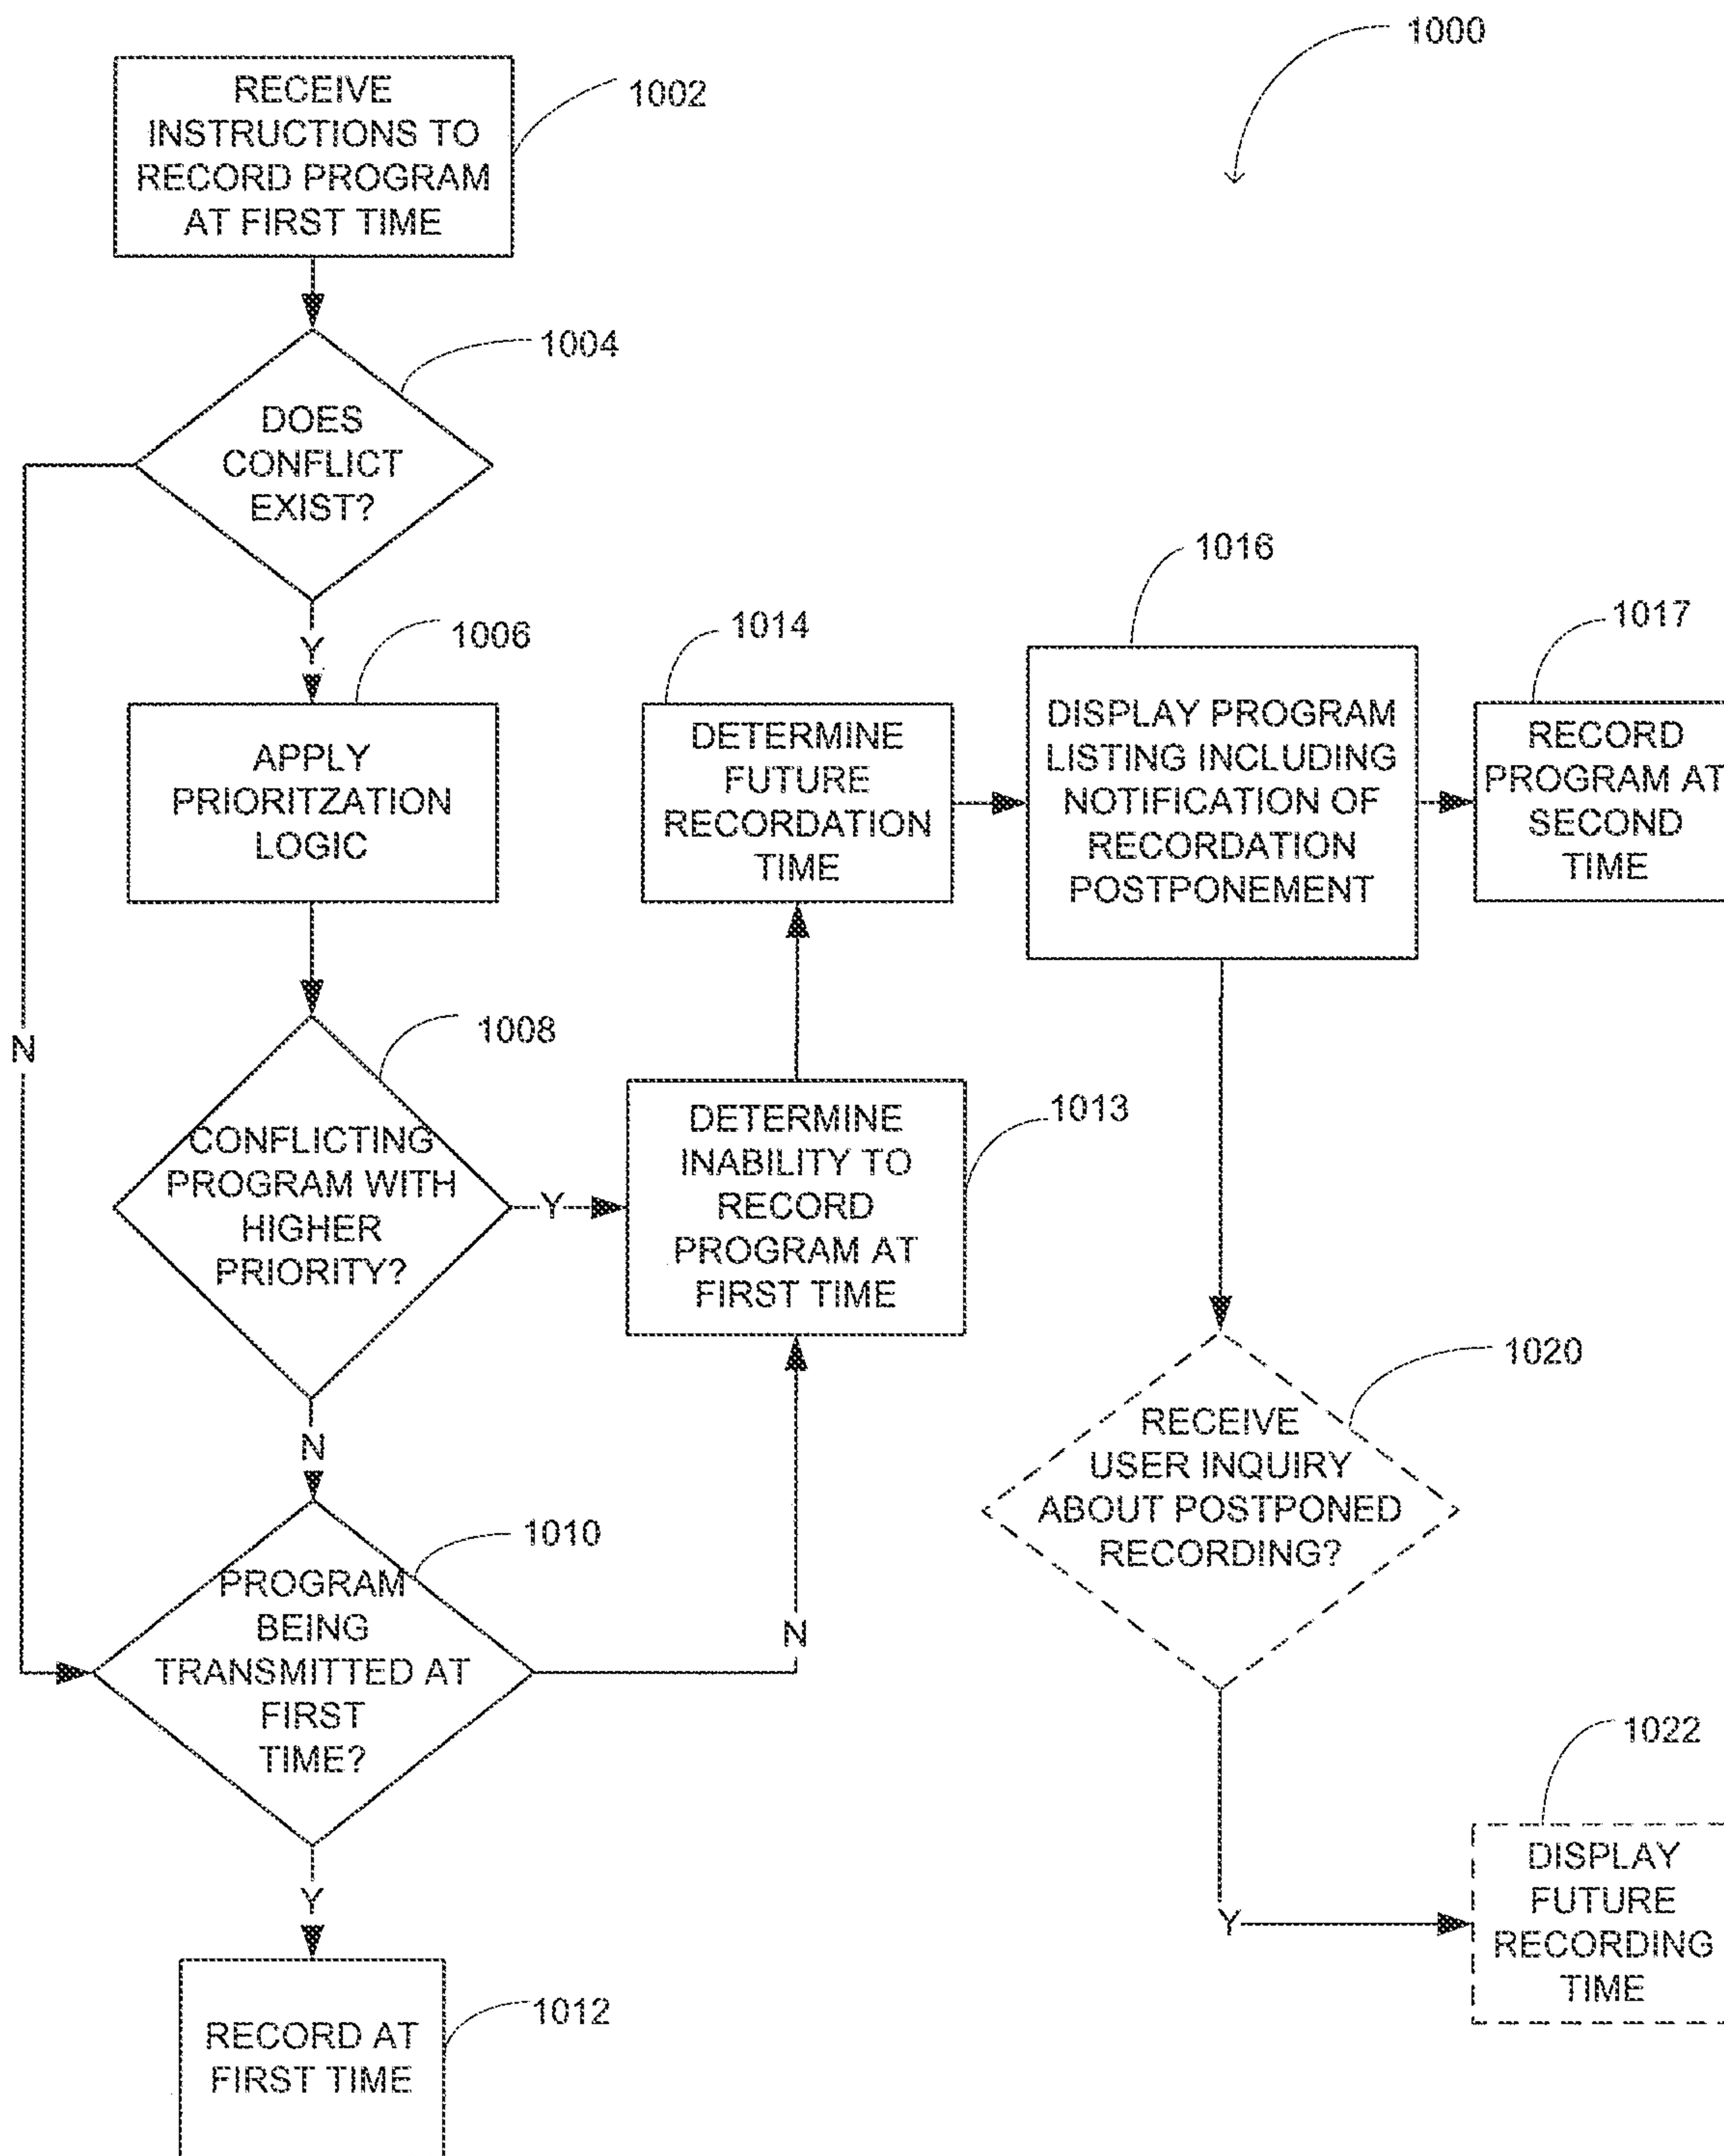 1000
RECEIVE
INSTRUCTIONS TO
RECORD PROGRAM
AT FIRST TIME
1002
DOES
CONFLICT
EXIST?
1004
Y
N
APPLY
PRIORITZATION
LOGIC
1006
CONFLICTING
PROGRAM WITH
HIGHER
PRIORITY?
1008
Y
N
PROGRAM
BEING
TRANSMITTED AT
FIRST
TIME?
1010
N
Y
RECORD AT
FIRST TIME
1012
DETERMINE
INABILITY TO
RECORD
PROGRAM AT
FIRST TIME
1013
DETERMINE
FUTURE
RECORDATION
TIME
1014
DISPLAY PROGRAM
LISTING INCLUDING
NOTIFICATION OF
RECORDATION
POSTPONEMENT
1016
RECORD
PROGRAM AT
SECOND
TIME
1017
RECEIVE
USER INQUIRY
ABOUT POSTPONED
RECORDING?
1020
Y
DISPLAY
FUTURE
RECORDING
TIME
1022